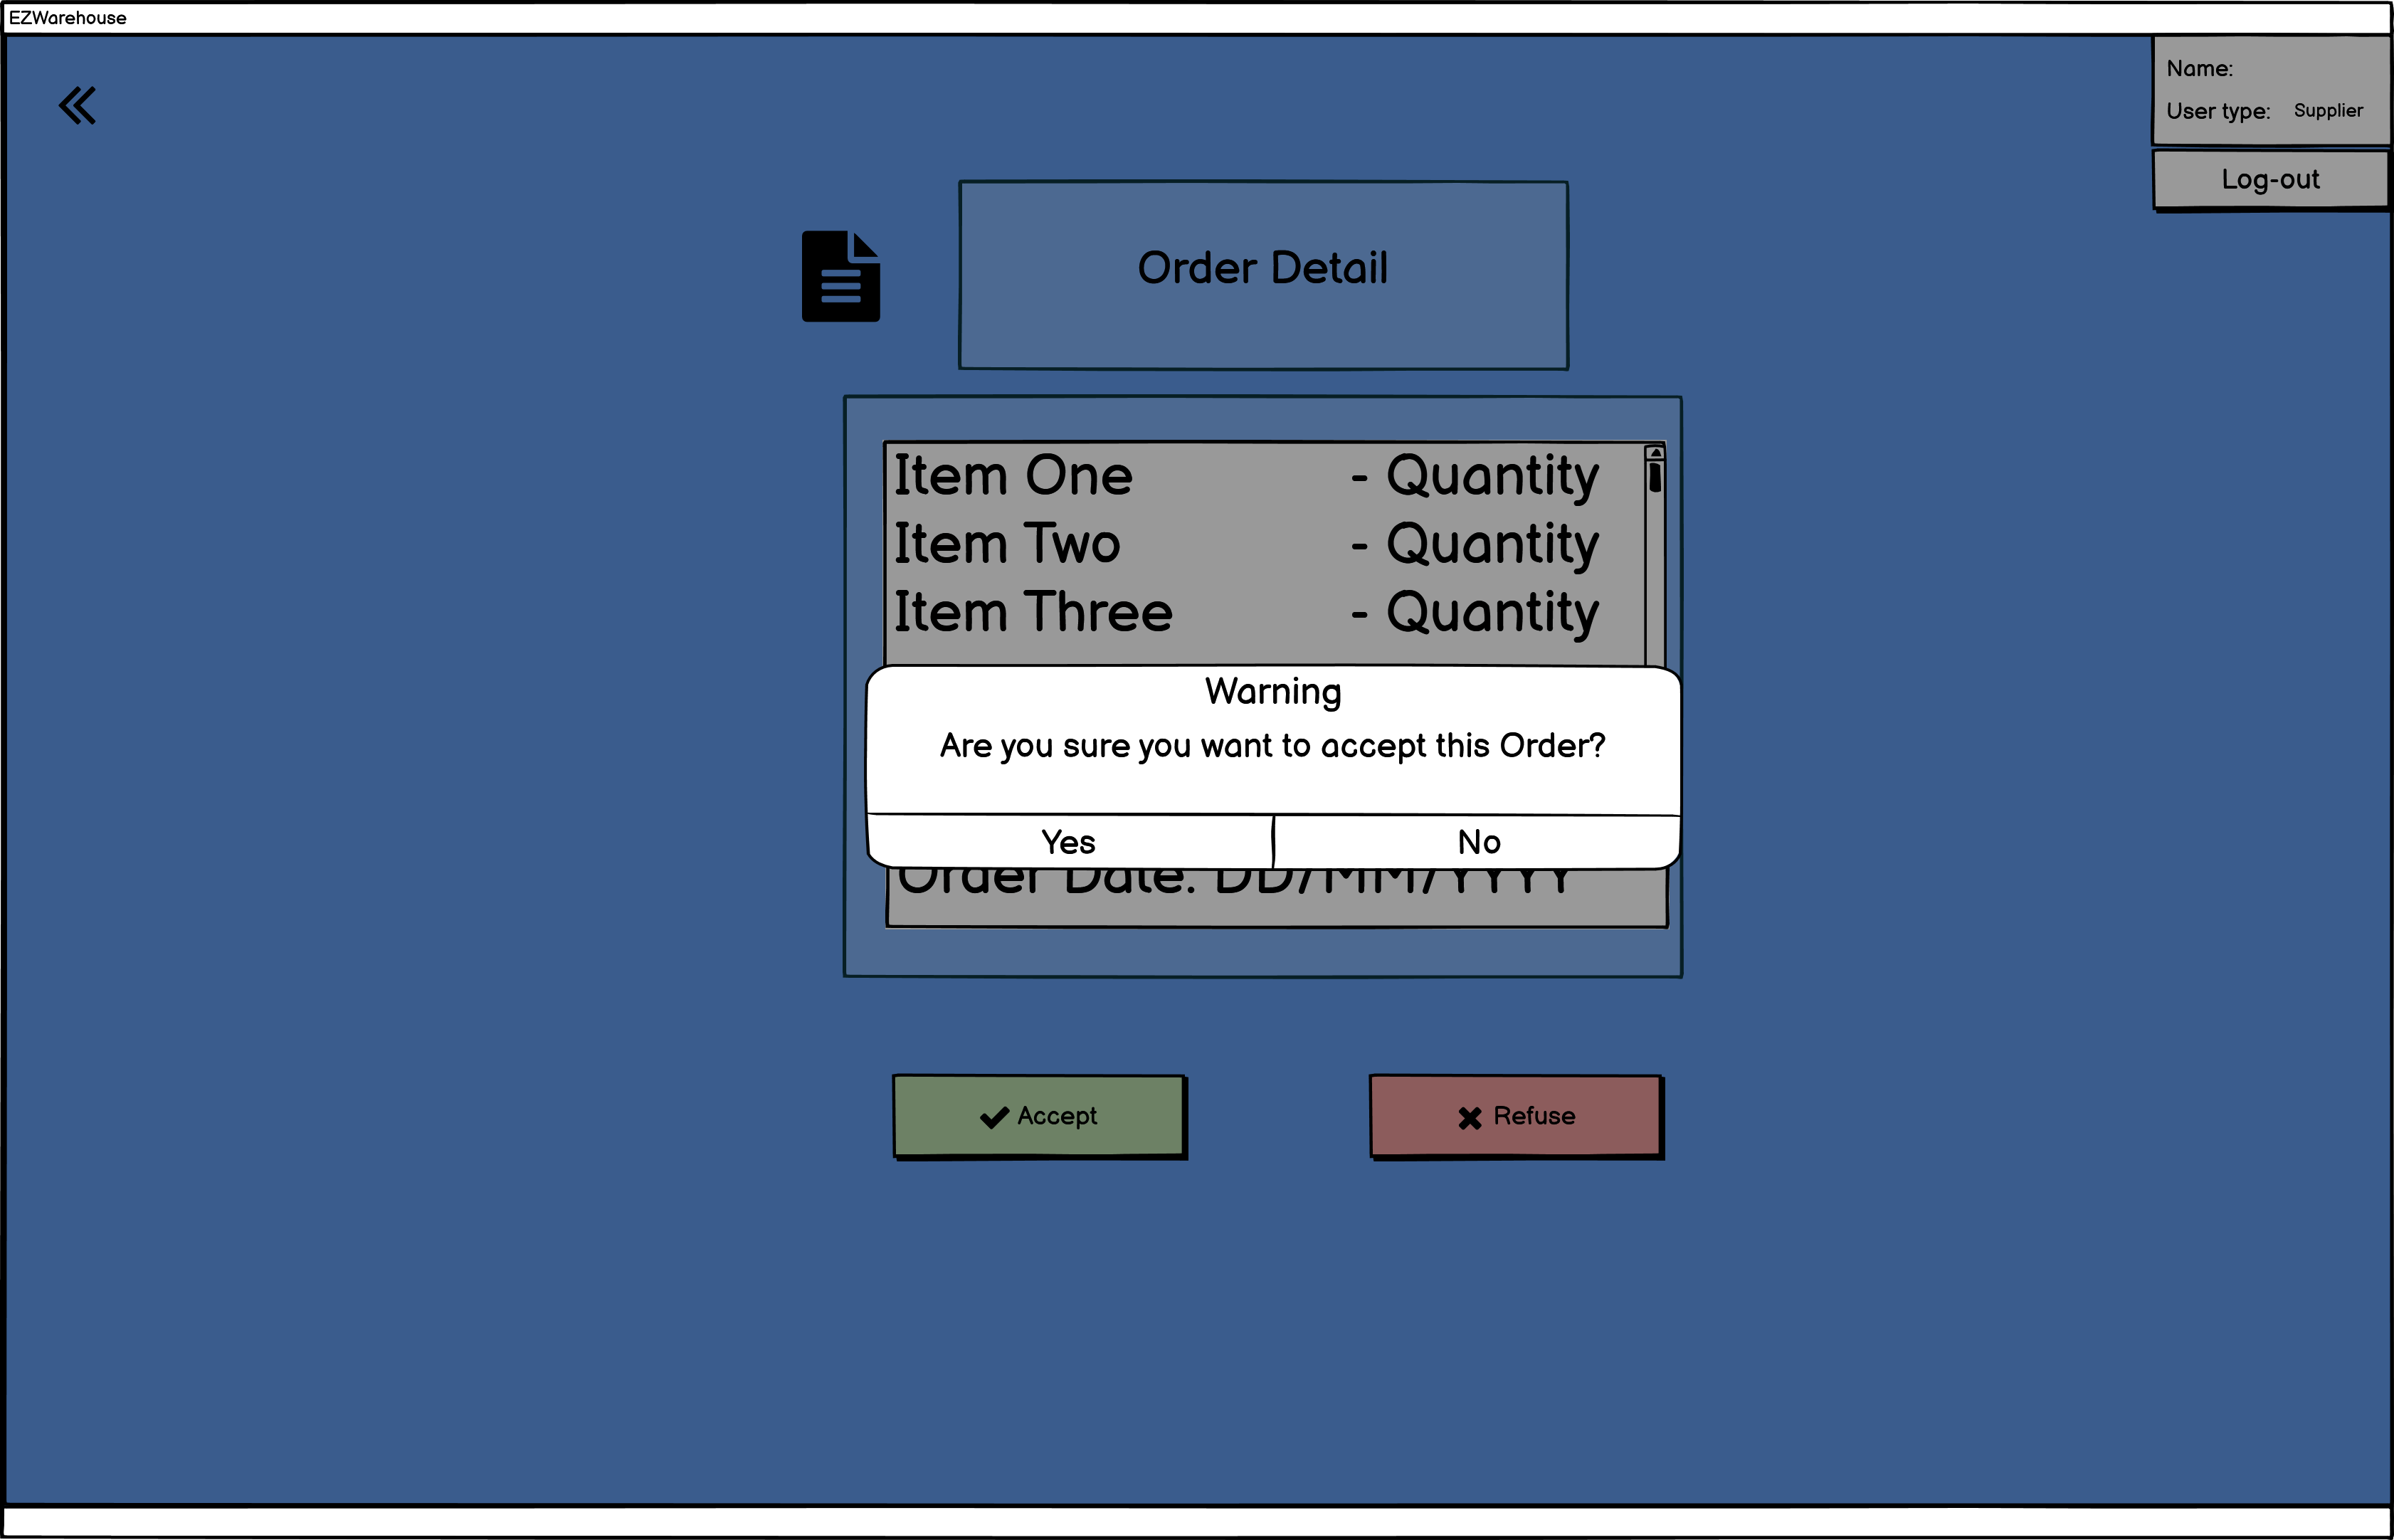 EZWarehouse
Name:
User type: Supplier
Log-out
Order Detail
Item One - Quantity
Item Two - Quantity
Item Three - Quantity
Warning
Are you sure you want to accept this Order?
Yes No
Order Date: DD/MM/YYYY
Accept Refuse